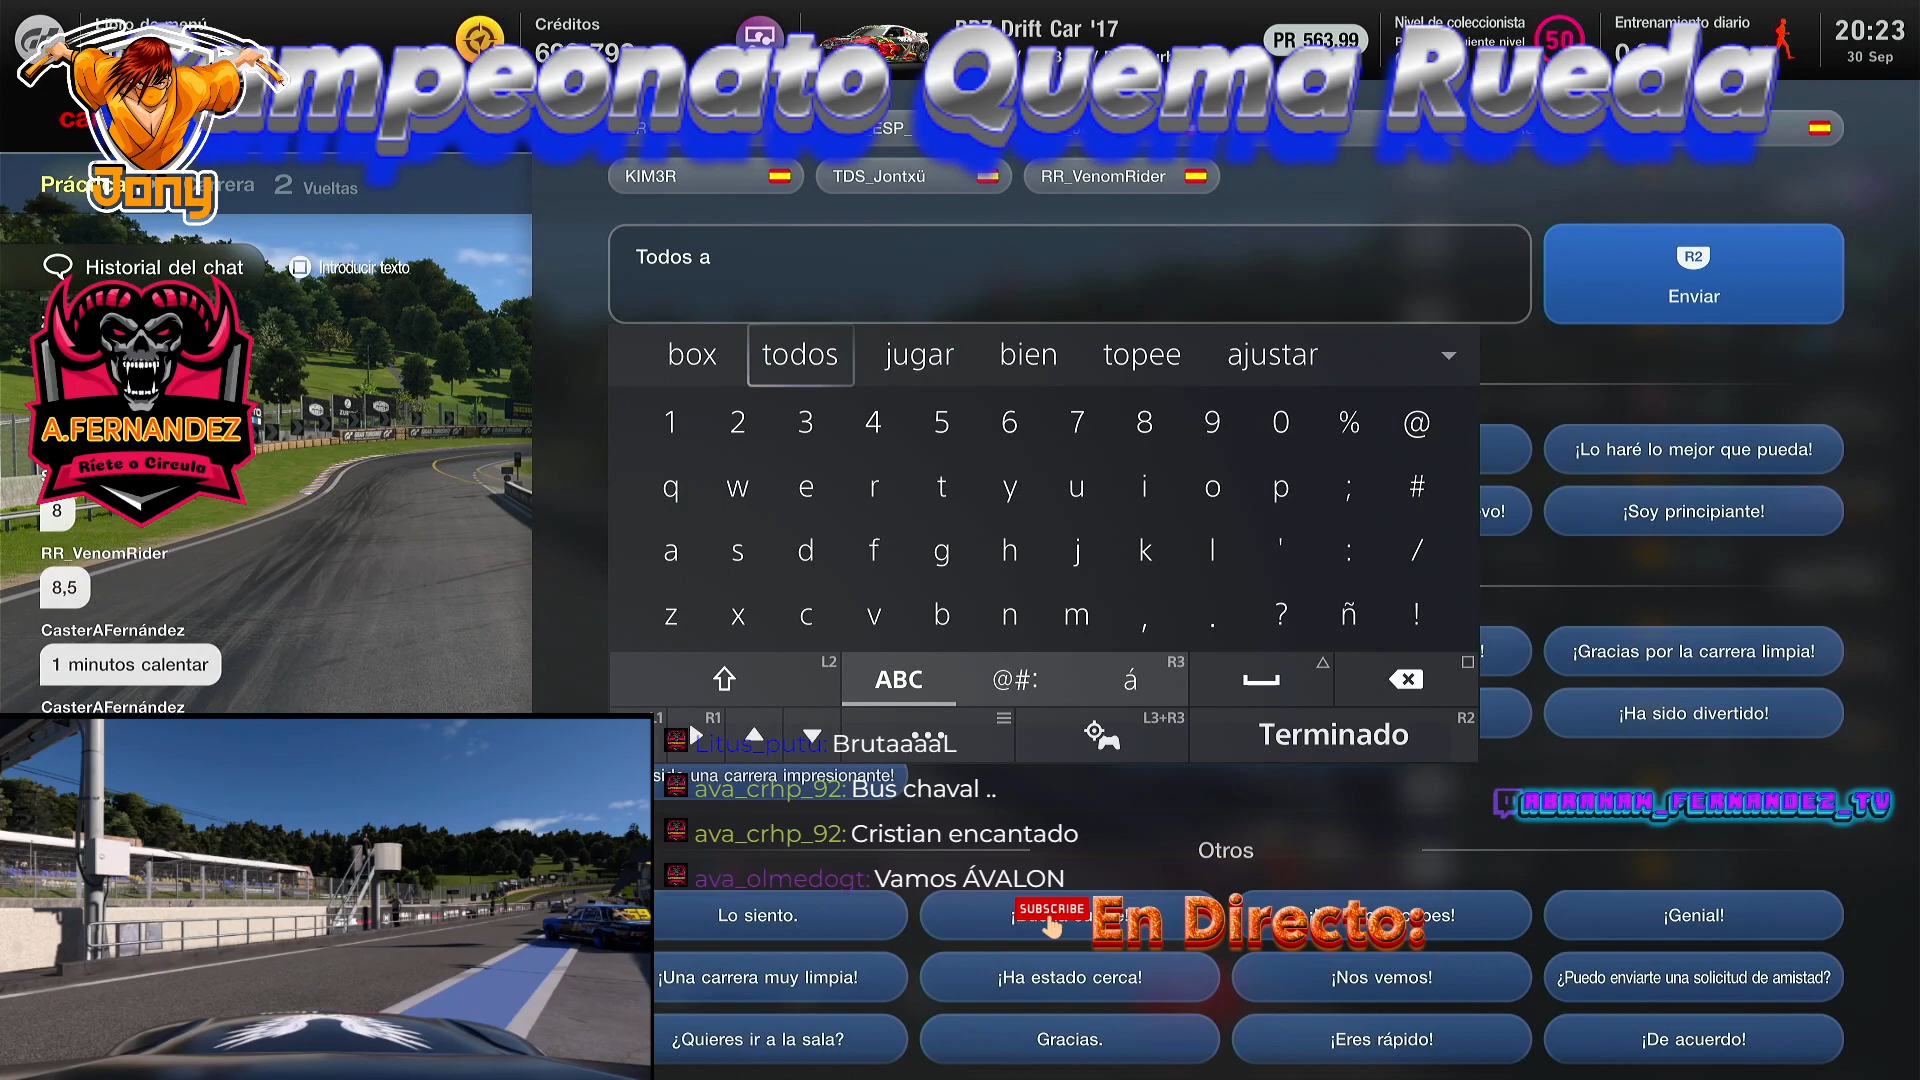 Libro de menú
Créditos
Drift Car '17
PR 563,99
Nivel de coleccionista
50
Entrenamiento diario
20:23
30 Sep
Campeonato Quema Rueda
Jony
_ESP_
KIM3R
TDS_Jontxü
RR_VenomRider
Carrera 2 Vueltas
Historial del chat
Introducir texto
Todos a
R2
Enviar
box todos jugar bien topee ajustar
1 2 3 4 5 6 7 8 9 0 % @
q w e r t y u i o p ; #
a s d f g h j k l ' : /
z x c v b n m , . ? ñ !
L2
ABC @#: á R3
L1 R1
L3+R3
Terminado R2
A.FERNANDEZ
Ríete o Circula
8
RR_VenomRider
8,5
CasterAFernández
1 minutos calentar
CasterAFernández
¡Lo haré lo mejor que pueda!
¡Soy principiante!
¡Gracias por la carrera limpia!
¡Ha sido divertido!
una carrera impresionante!
Litus_putu: BrutaaaaL
ava_crhp_92: Bus chaval ..
ava_crhp_92: Cristian encantado
ava_olmedogt: Vamos ÁVALON
ABRAHAM_FERNANDEZ_TV
Otros
SUBSCRIBE
En Directo:
Lo siento.
¡Genial!
¡Una carrera muy limpia!
¡Ha estado cerca!
¡Nos vemos!
¿Puedo enviarte una solicitud de amistad?
¿Quieres ir a la sala?
Gracias.
¡Eres rápido!
¡De acuerdo!